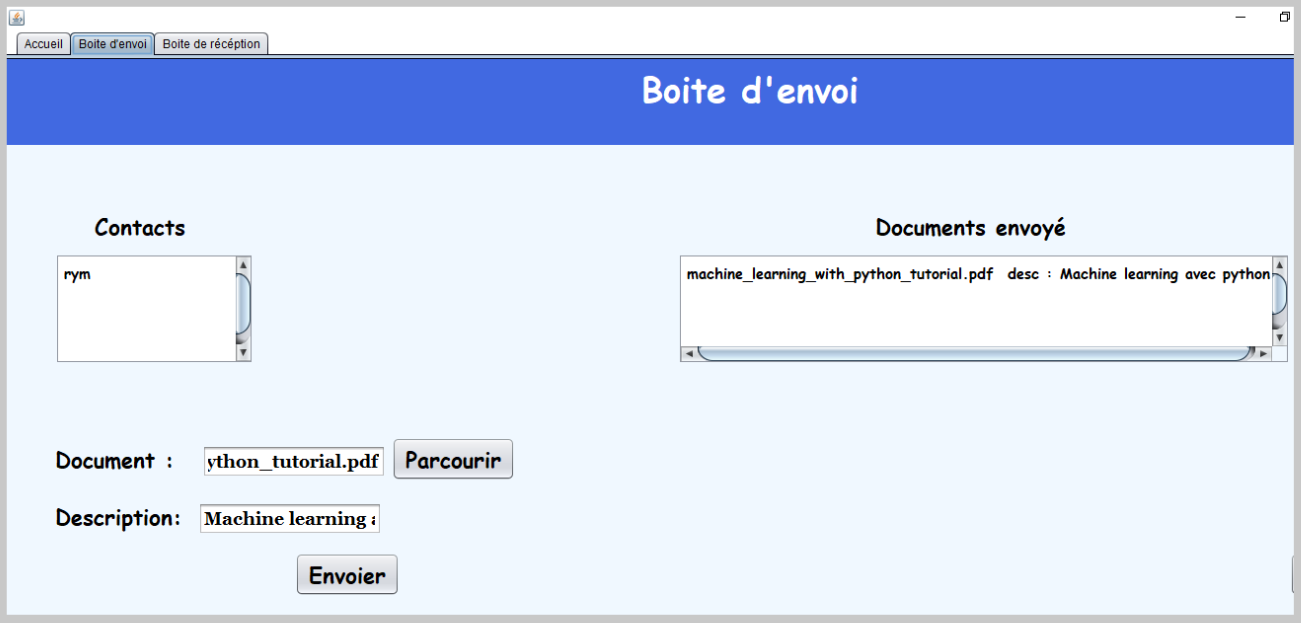 Accueil Boite d'envoi Boite de récéption
Boite d'envoi
Contacts
rym
Documents envoyé
machine_learning_with_python_tutorial.pdf desc : Machine learning avec python
Document : ython_tutorial.pdf Parcourir
Description: Machine learning a
Envoier